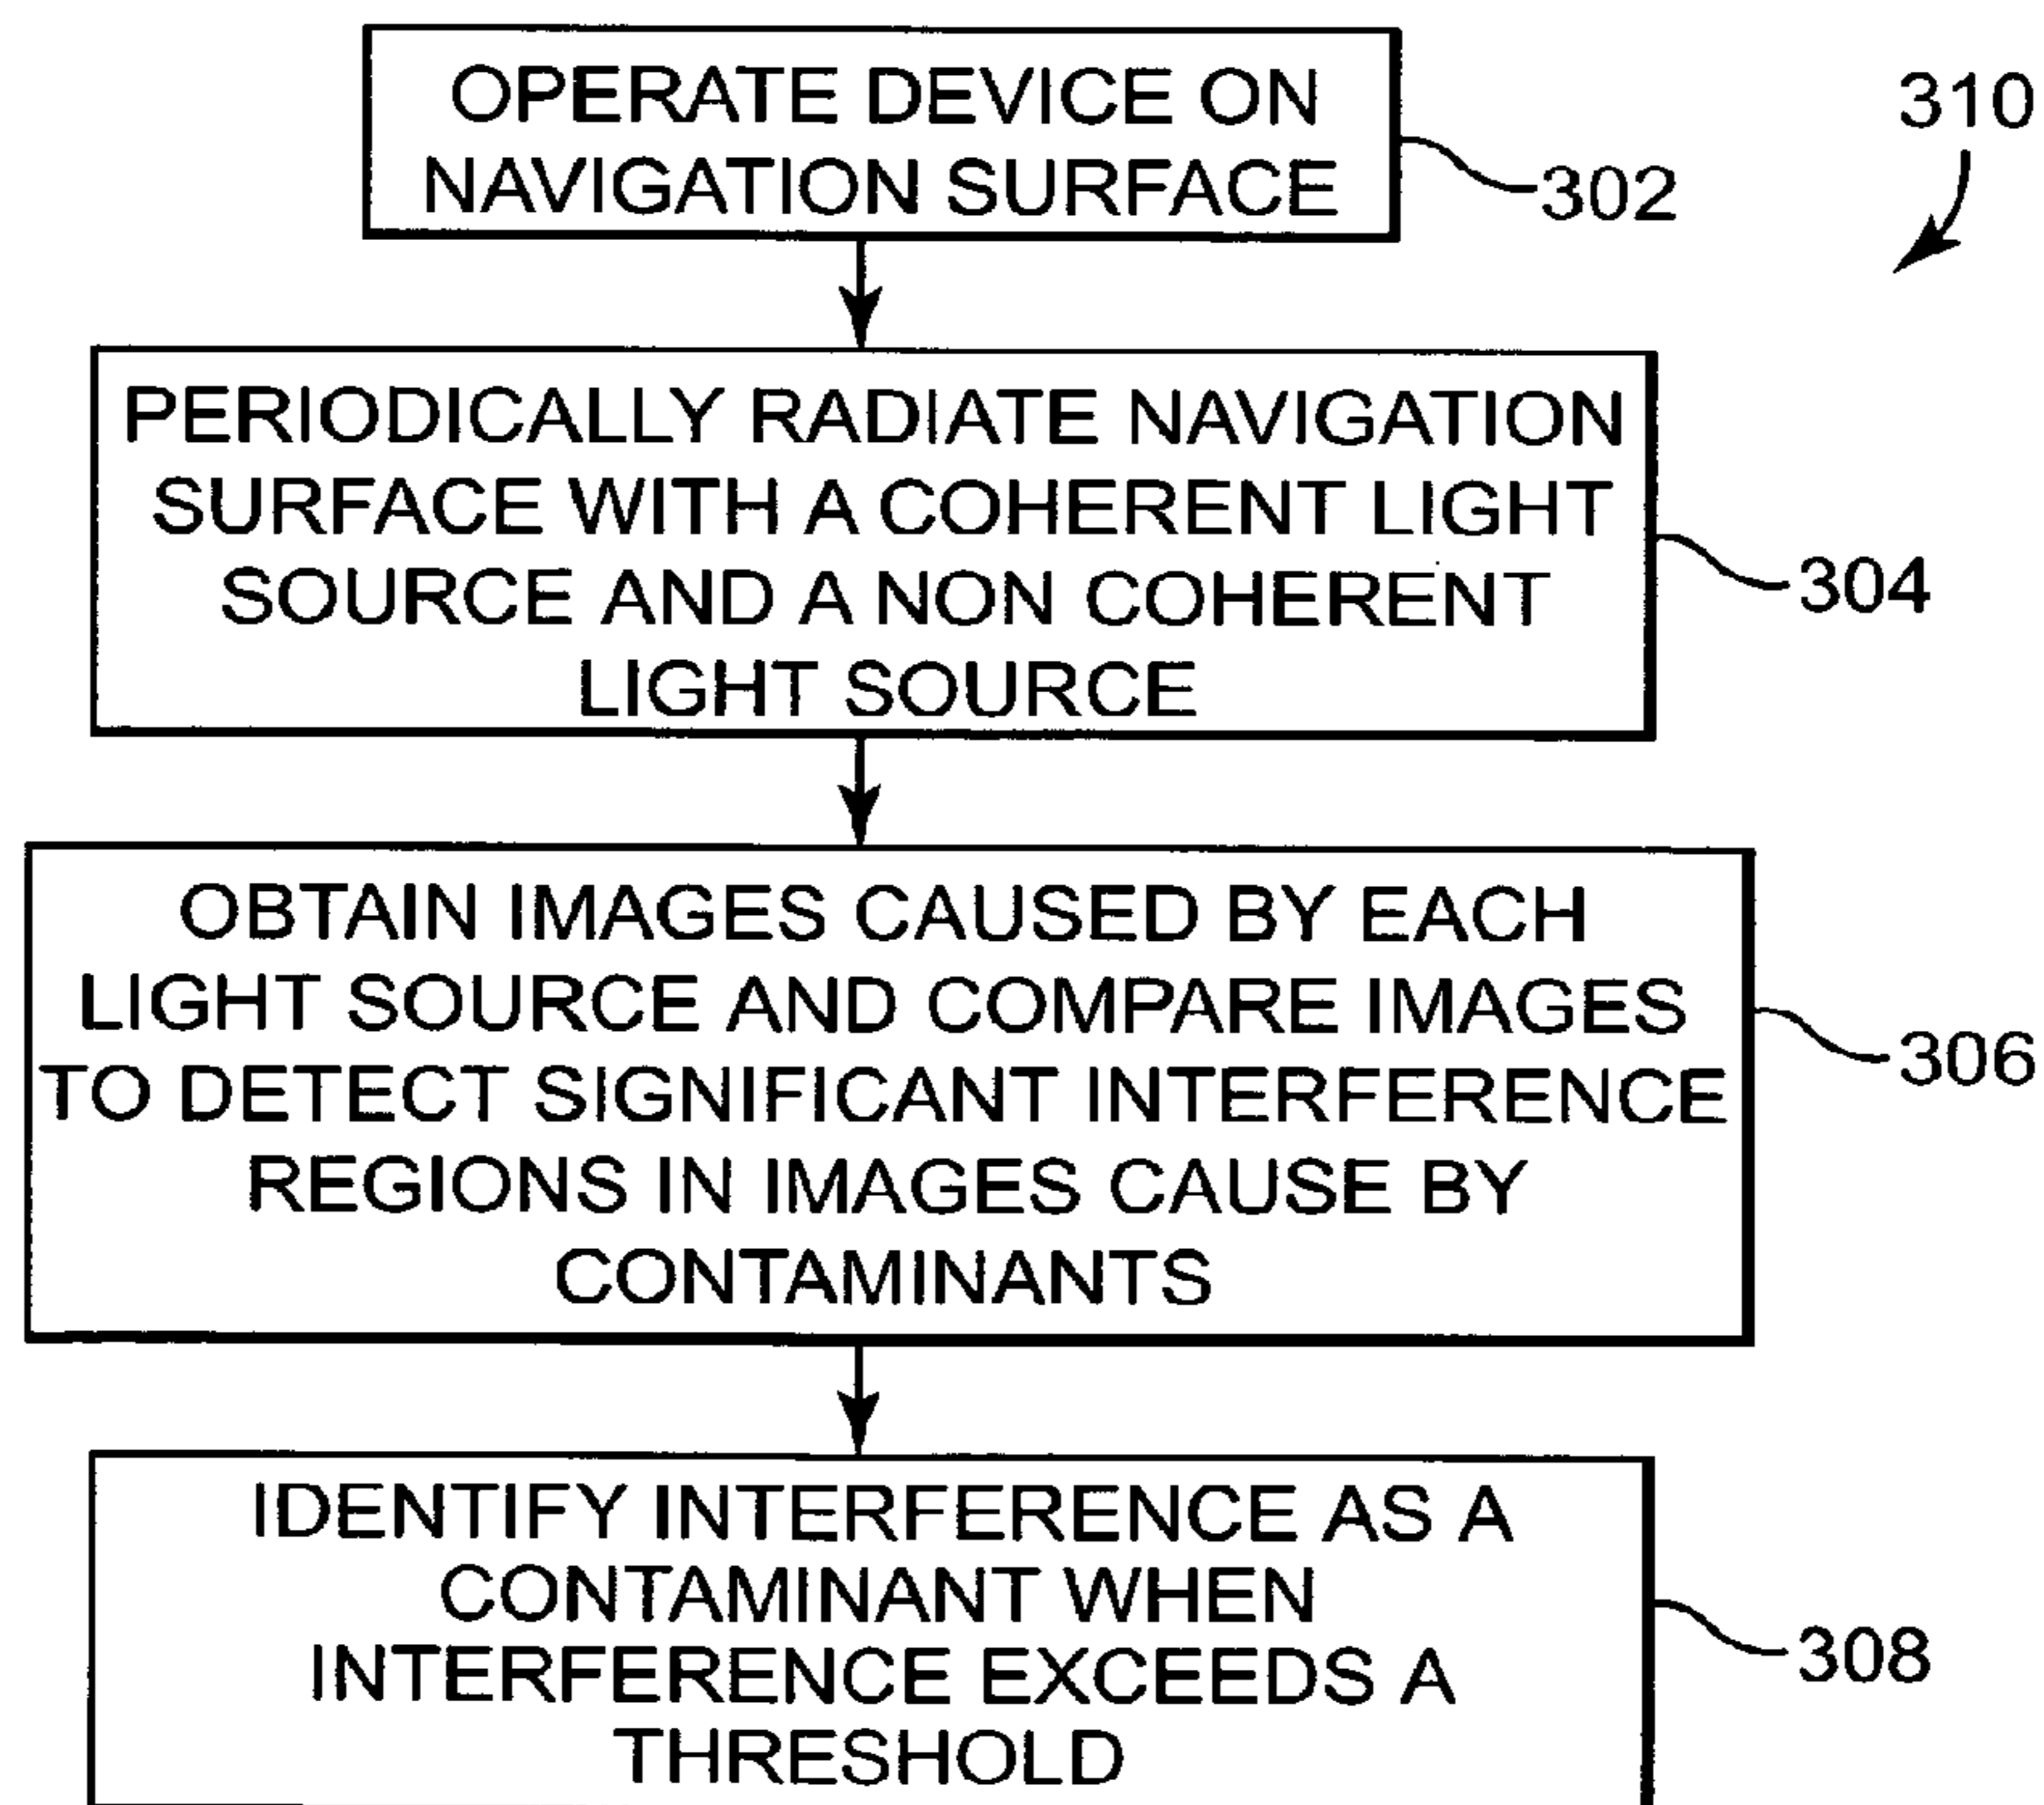 OPERATE DEVICE ON
NAVIGATION SURFACE
302
310
PERIODICALLY RADIATE NAVIGATION
SURFACE WITH A COHERENT LIGHT
SOURCE AND A NON COHERENT
LIGHT SOURCE
304
OBTAIN IMAGES CAUSED BY EACH
LIGHT SOURCE AND COMPARE IMAGES
TO DETECT SIGNIFICANT INTERFERENCE
REGIONS IN IMAGES CAUSE BY
CONTAMINANTS
306
IDENTIFY INTERFERENCE AS A
CONTAMINANT WHEN
INTERFERENCE EXCEEDS A
THRESHOLD
308